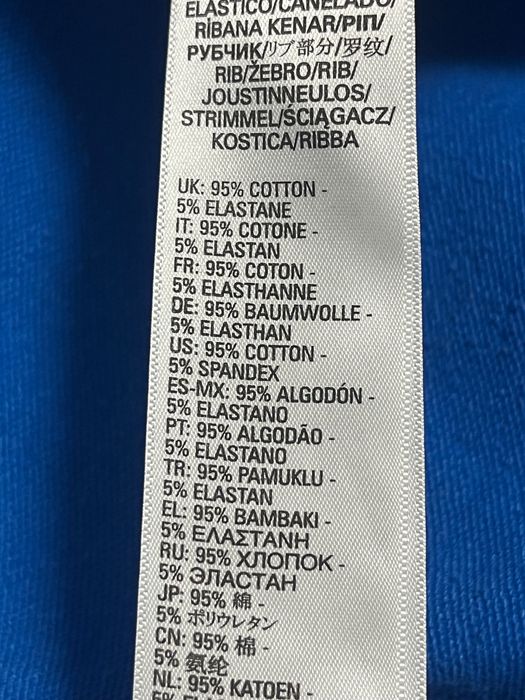 ELASTICO/CANELADO/
RİBANA KENAR/ΡΙΠ/
РУБЧИК/リブ部分/罗纹/
RIB/ŽEBRO/RIB/
JOUSTINNEULOS/
STRIMMEL/ŚCIĄGACZ/
KOSTICA/RIBBA
UK: 95% COTTON -
5% ELASTANE
IT: 95% COTONE -
5% ELASTAN
FR: 95% COTON -
5% ELASTHANNE
DE: 95% BAUMWOLLE -
5% ELASTHAN
US: 95% COTTON -
5% SPANDEX
ES-MX: 95% ALGODÓN -
5% ELASTANO
PT: 95% ALGODÃO -
5% ELASTANO
TR: 95% PAMUKLU -
5% ELASTAN
EL: 95% ΒΑΜΒΑΚΙ -
5% ΕΛΑΣΤΑΝΗ
RU: 95% ХЛОПОК -
5% ЭЛАСТАН
JP: 95% 綿 -
5% ポリウレタン
CN: 95% 棉 -
5% 氨纶
NL: 95% KATOEN -
5%